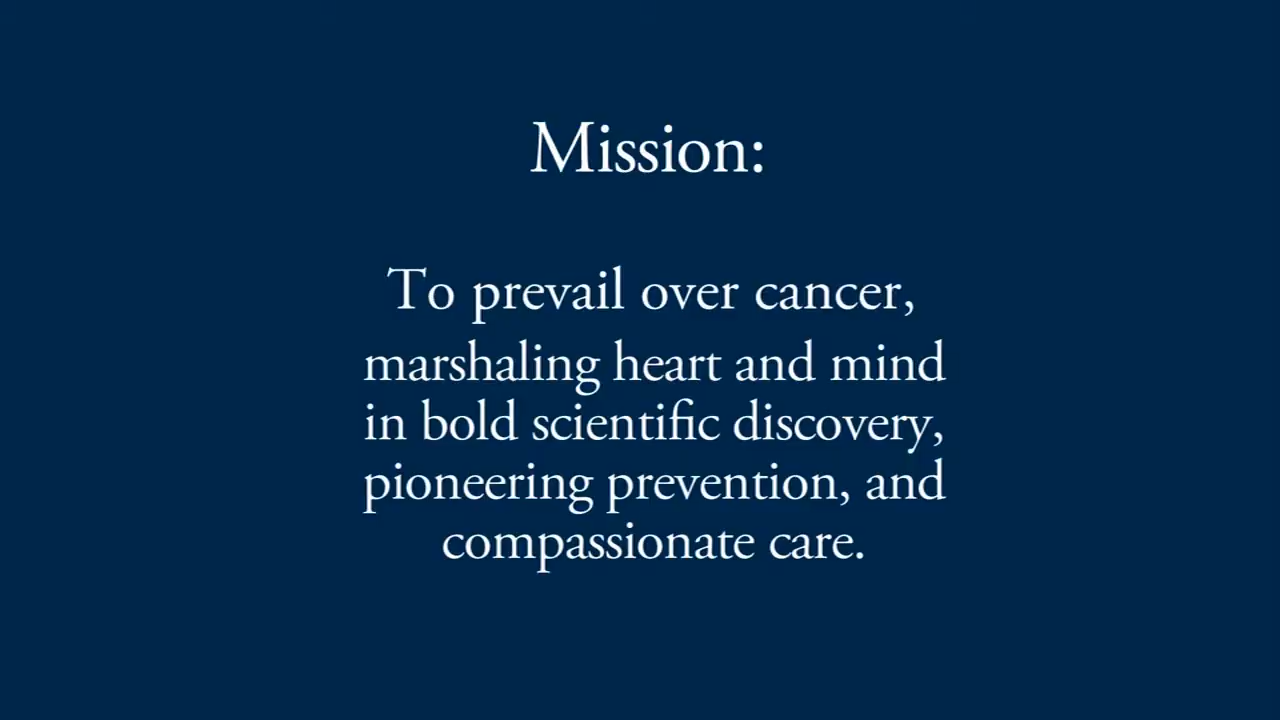 Mission:
To prevail over cancer,
marshaling heart and mind
in bold scientific discovery,
pioneering prevention, and
compassionate care.